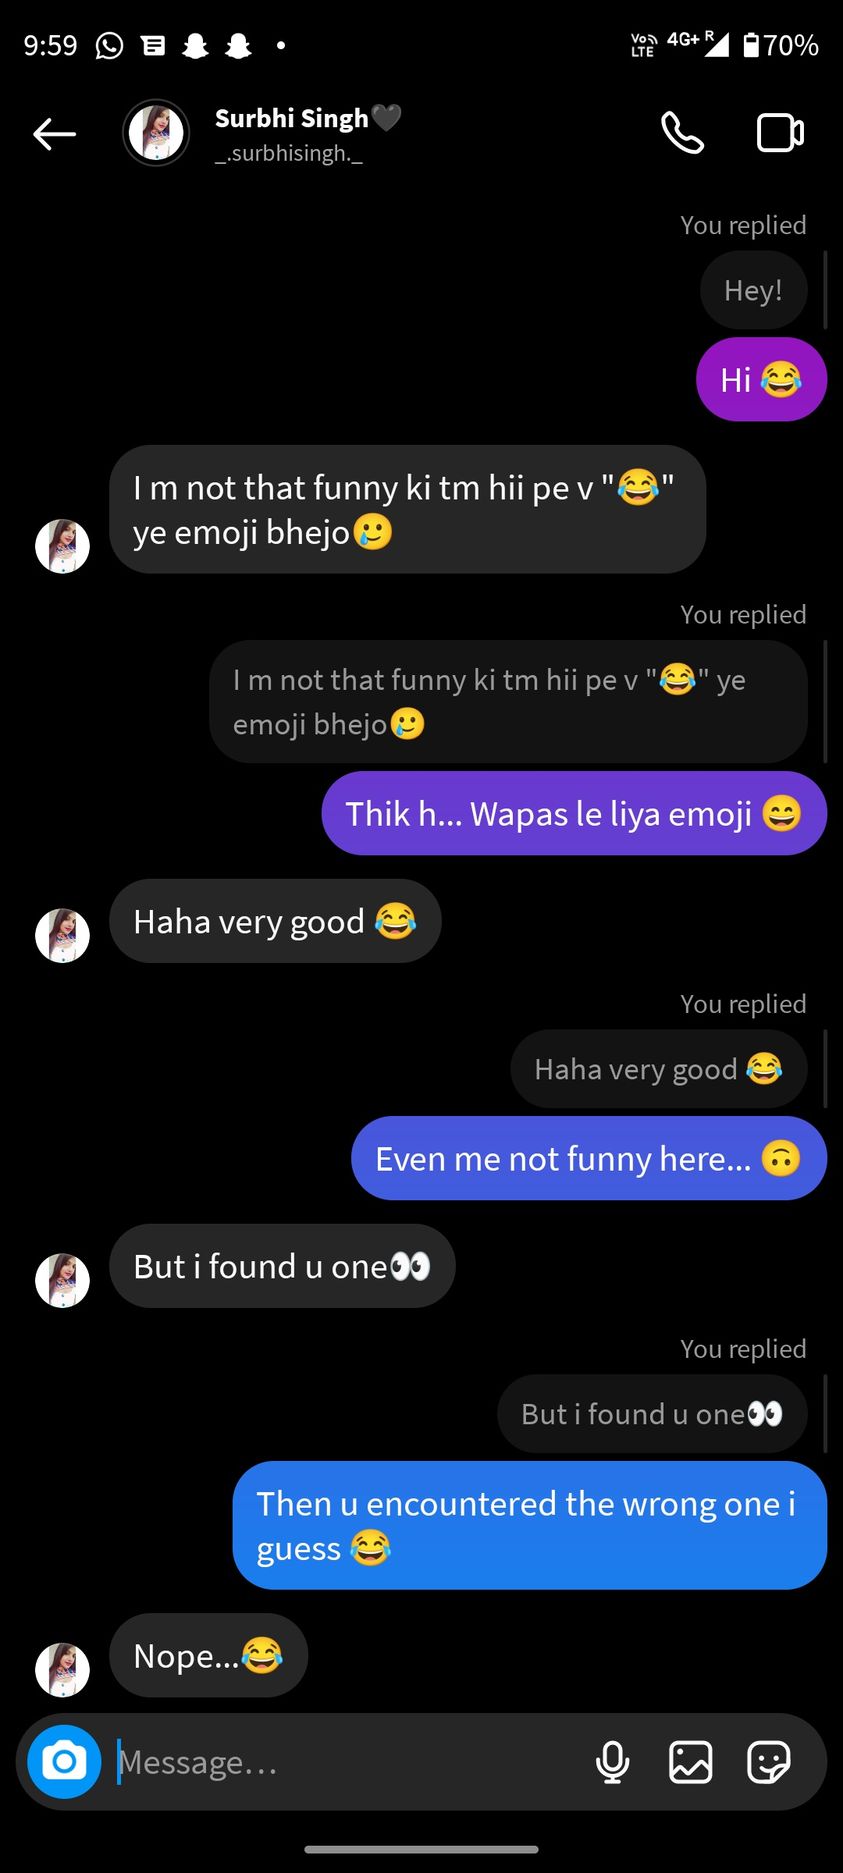 9:59 VoLTE 4G+ R 70%
Surbhi Singh🖤
_.surbhisingh._
You replied
Hey!
Hi 😂
I m not that funny ki tm hii pe v "😂"
ye emoji bhejo🥲
You replied
I m not that funny ki tm hii pe v "😂" ye
emoji bhejo🥲
Thik h... Wapas le liya emoji 😄
Haha very good 😂
You replied
Haha very good 😂
Even me not funny here... 🙃
But i found u one👀
You replied
But i found u one👀
Then u encountered the wrong one i
guess 😂
Nope...😂
Message...